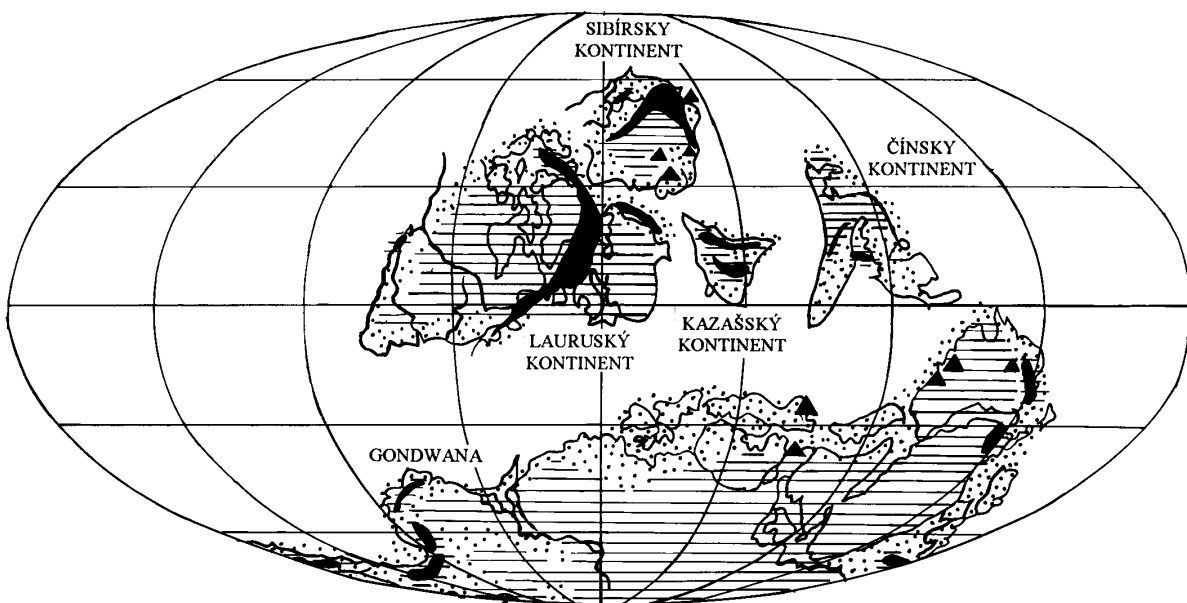 SIBÍRSKY
KONTINENT
ČÍNSKY
KONTINENT
LAURUSKÝ
KONTINENT
KAZAŠSKÝ
KONTINENT
GONDWANA